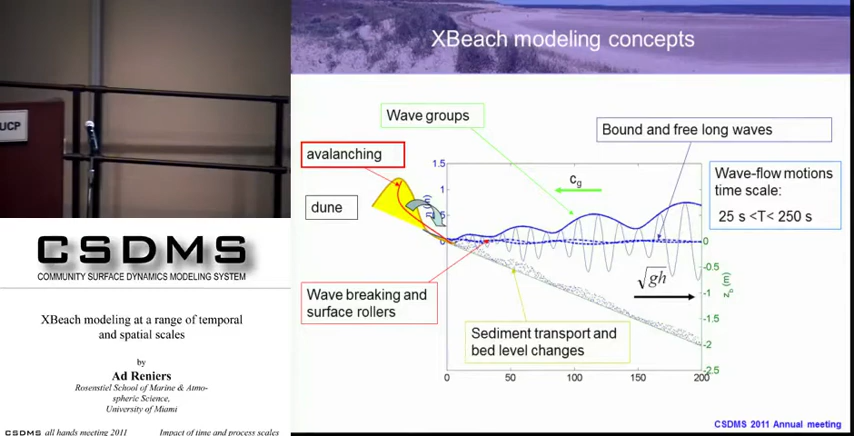 UCP
CSDMS
COMMUNITY SURFACE DYNAMICS MODELING SYSTEM
XBeach modeling at a range of temporal
and spatial scales
by
Ad Reniers
Rosenstiel School of Marine & Atmo-
spheric Science,
University of Miami
CSDMS all hands meeting 2011 Impact of time and process scales
XBeach modeling concepts
Wave groups
Bound and free long waves
avalanching
Wave-flow motions
time scale:
25 s <T< 250 s
dune
cg
√gh
Wave breaking and
surface rollers
Sediment transport and
bed level changes
1.5
1
0
0
-0.5
-1
-1.5
-2
zb (m)
0 50 100 150 200
CSDMS 2011 Annual meeting